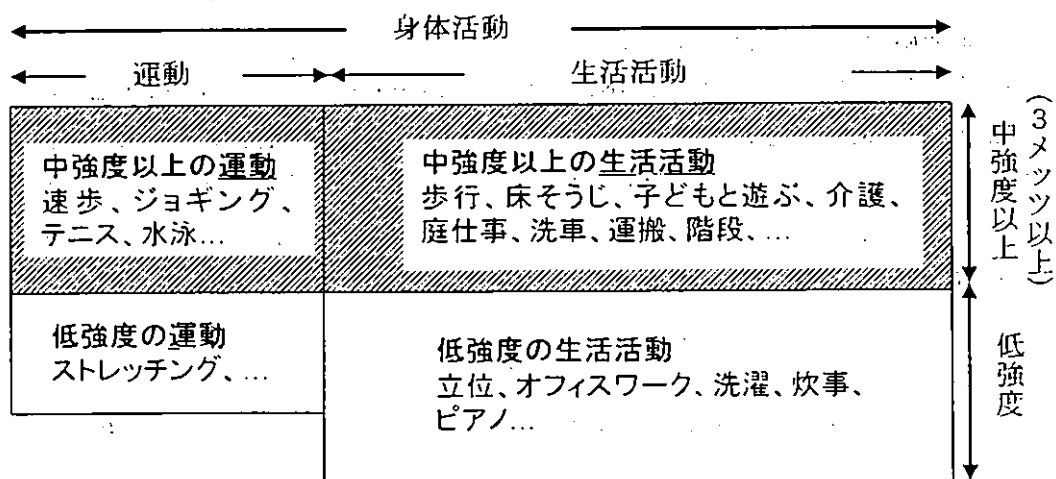 身体活動
運動
生活活動
中強度以上の運動
速歩、ジョギング、
テニス、水泳...
中強度以上の生活活動
歩行、床そうじ、子どもと遊ぶ、介護、
庭仕事、洗車、運搬、階段、...
(3メッツ以上)
中強度以上
低強度の運動
ストレッチング、...
低強度の生活活動
立位、オフィスワーク、洗濯、炊事、
ピアノ...
低強度